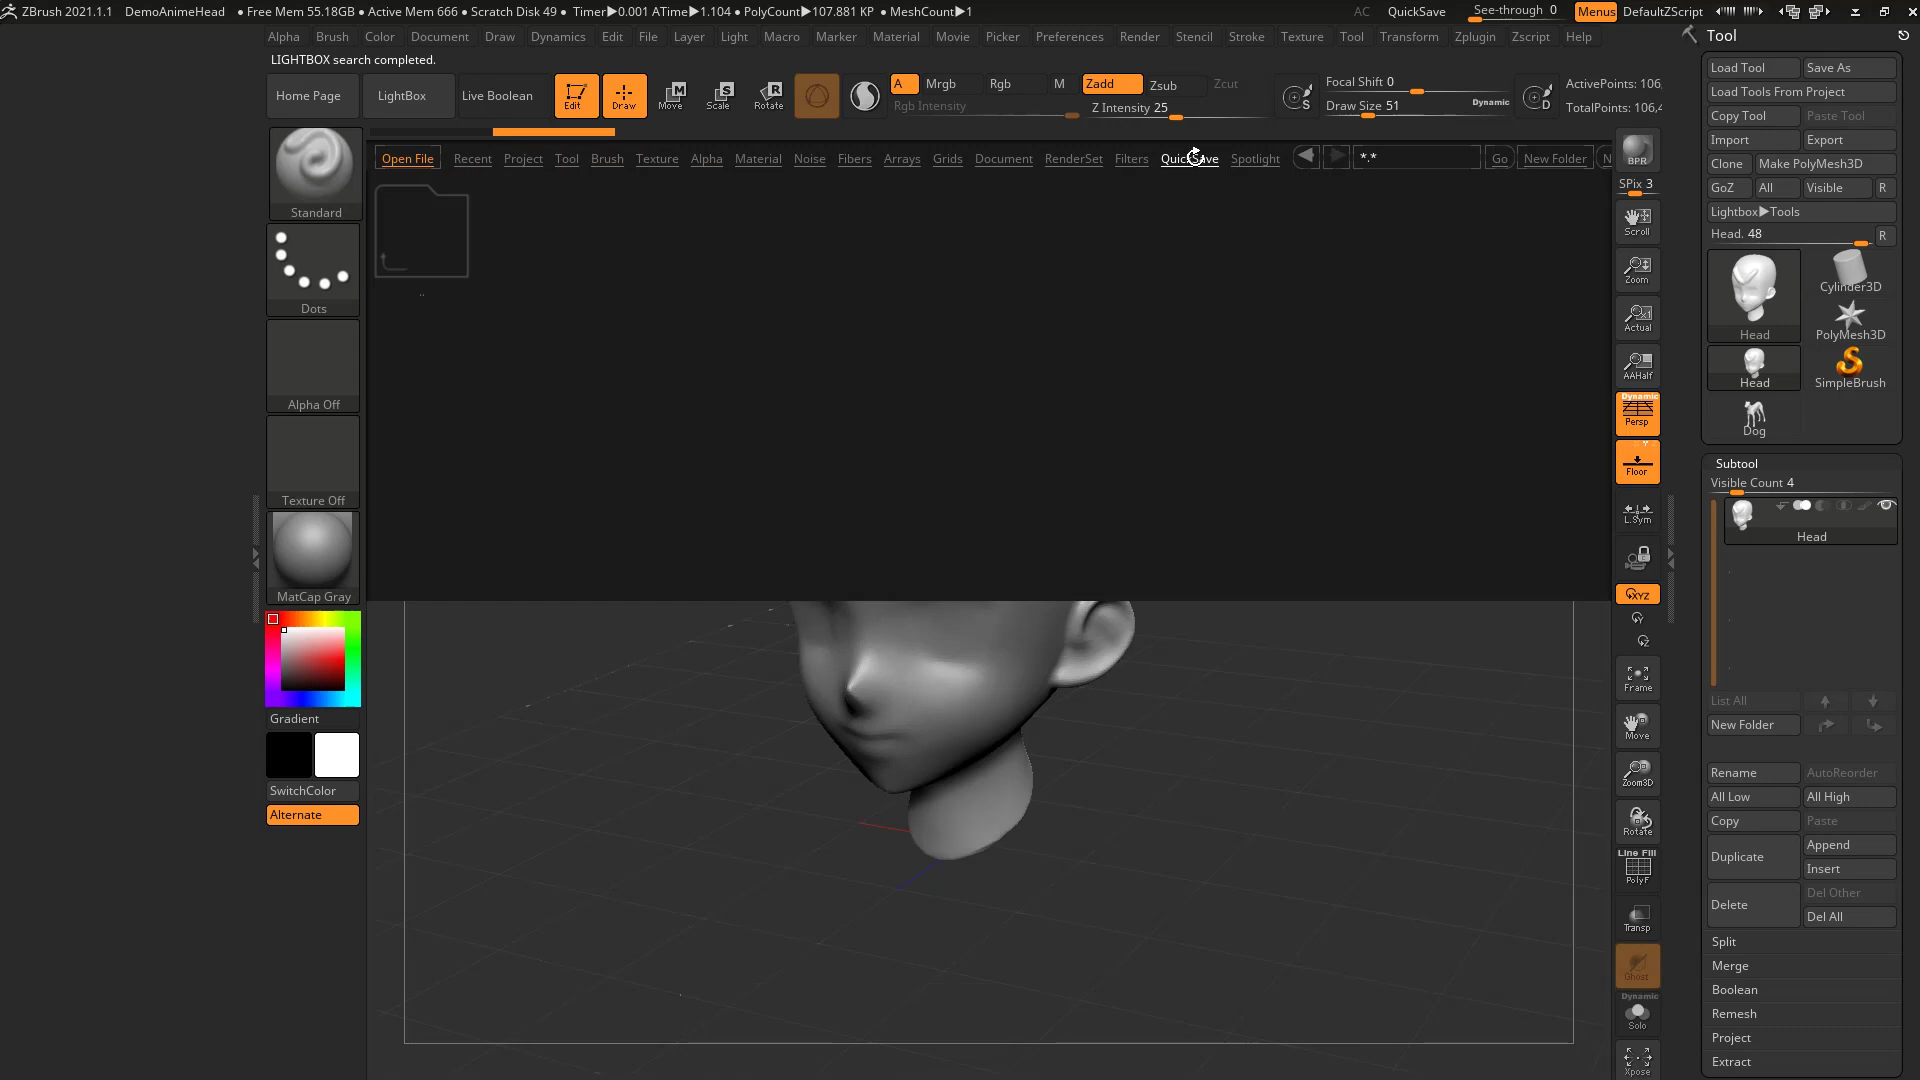 ZBrush 2021.1.1 DemoAnimeHead ● Free Mem 55.18GB ● Active Mem 666 ● Scratch Disk 49 ● Timer▶0.001 ATime▶1.104 ● PolyCount▶107.881 KP ● MeshCount▶1 AC QuickSave See-through 0 Menus DefaultZScript
Alpha Brush Color Document Draw Dynamics Edit File Layer Light Macro Marker Material Movie Picker Preferences Render Stencil Stroke Texture Tool Transform Zplugin Zscript Help
LIGHTBOX search completed.
Home Page LightBox Live Boolean Edit Draw Move Scale Rotate A Mrgb Rgb M Zadd Zsub Zcut
Rgb Intensity Z Intensity 25
S Focal Shift 0
Draw Size 51 Dynamic D
ActivePoints: 106,
TotalPoints: 106,4
Open File Recent Project Tool Brush Texture Alpha Material Noise Fibers Arrays Grids Document RenderSet Filters QuickSave Spotlight *.* Go New Folder N
..
Standard
Dots
Alpha Off
Texture Off
MatCap Gray
Gradient
SwitchColor
Alternate
BPR
SPix 3
Scroll
Zoom
Actual
AAHalf
Dynamic
Persp
Floor
L.Sym
XYZ
Y
Z
Frame
Move
Zoom3D
Rotate
Line Fill
PolyF
Transp
Ghost
Dynamic
Solo
Xpose
Tool
Load Tool Save As
Load Tools From Project
Copy Tool Paste Tool
Import Export
Clone Make PolyMesh3D
GoZ All Visible R
Lightbox▶Tools
Head. 48 R
Head Cylinder3D
PolyMesh3D
Head SimpleBrush
Dog
Subtool
Visible Count 4
Head
List All
New Folder
Rename AutoReorder
All Low All High
Copy Paste
Duplicate Append
Insert
Delete Del Other
Del All
Split
Merge
Boolean
Remesh
Project
Extract